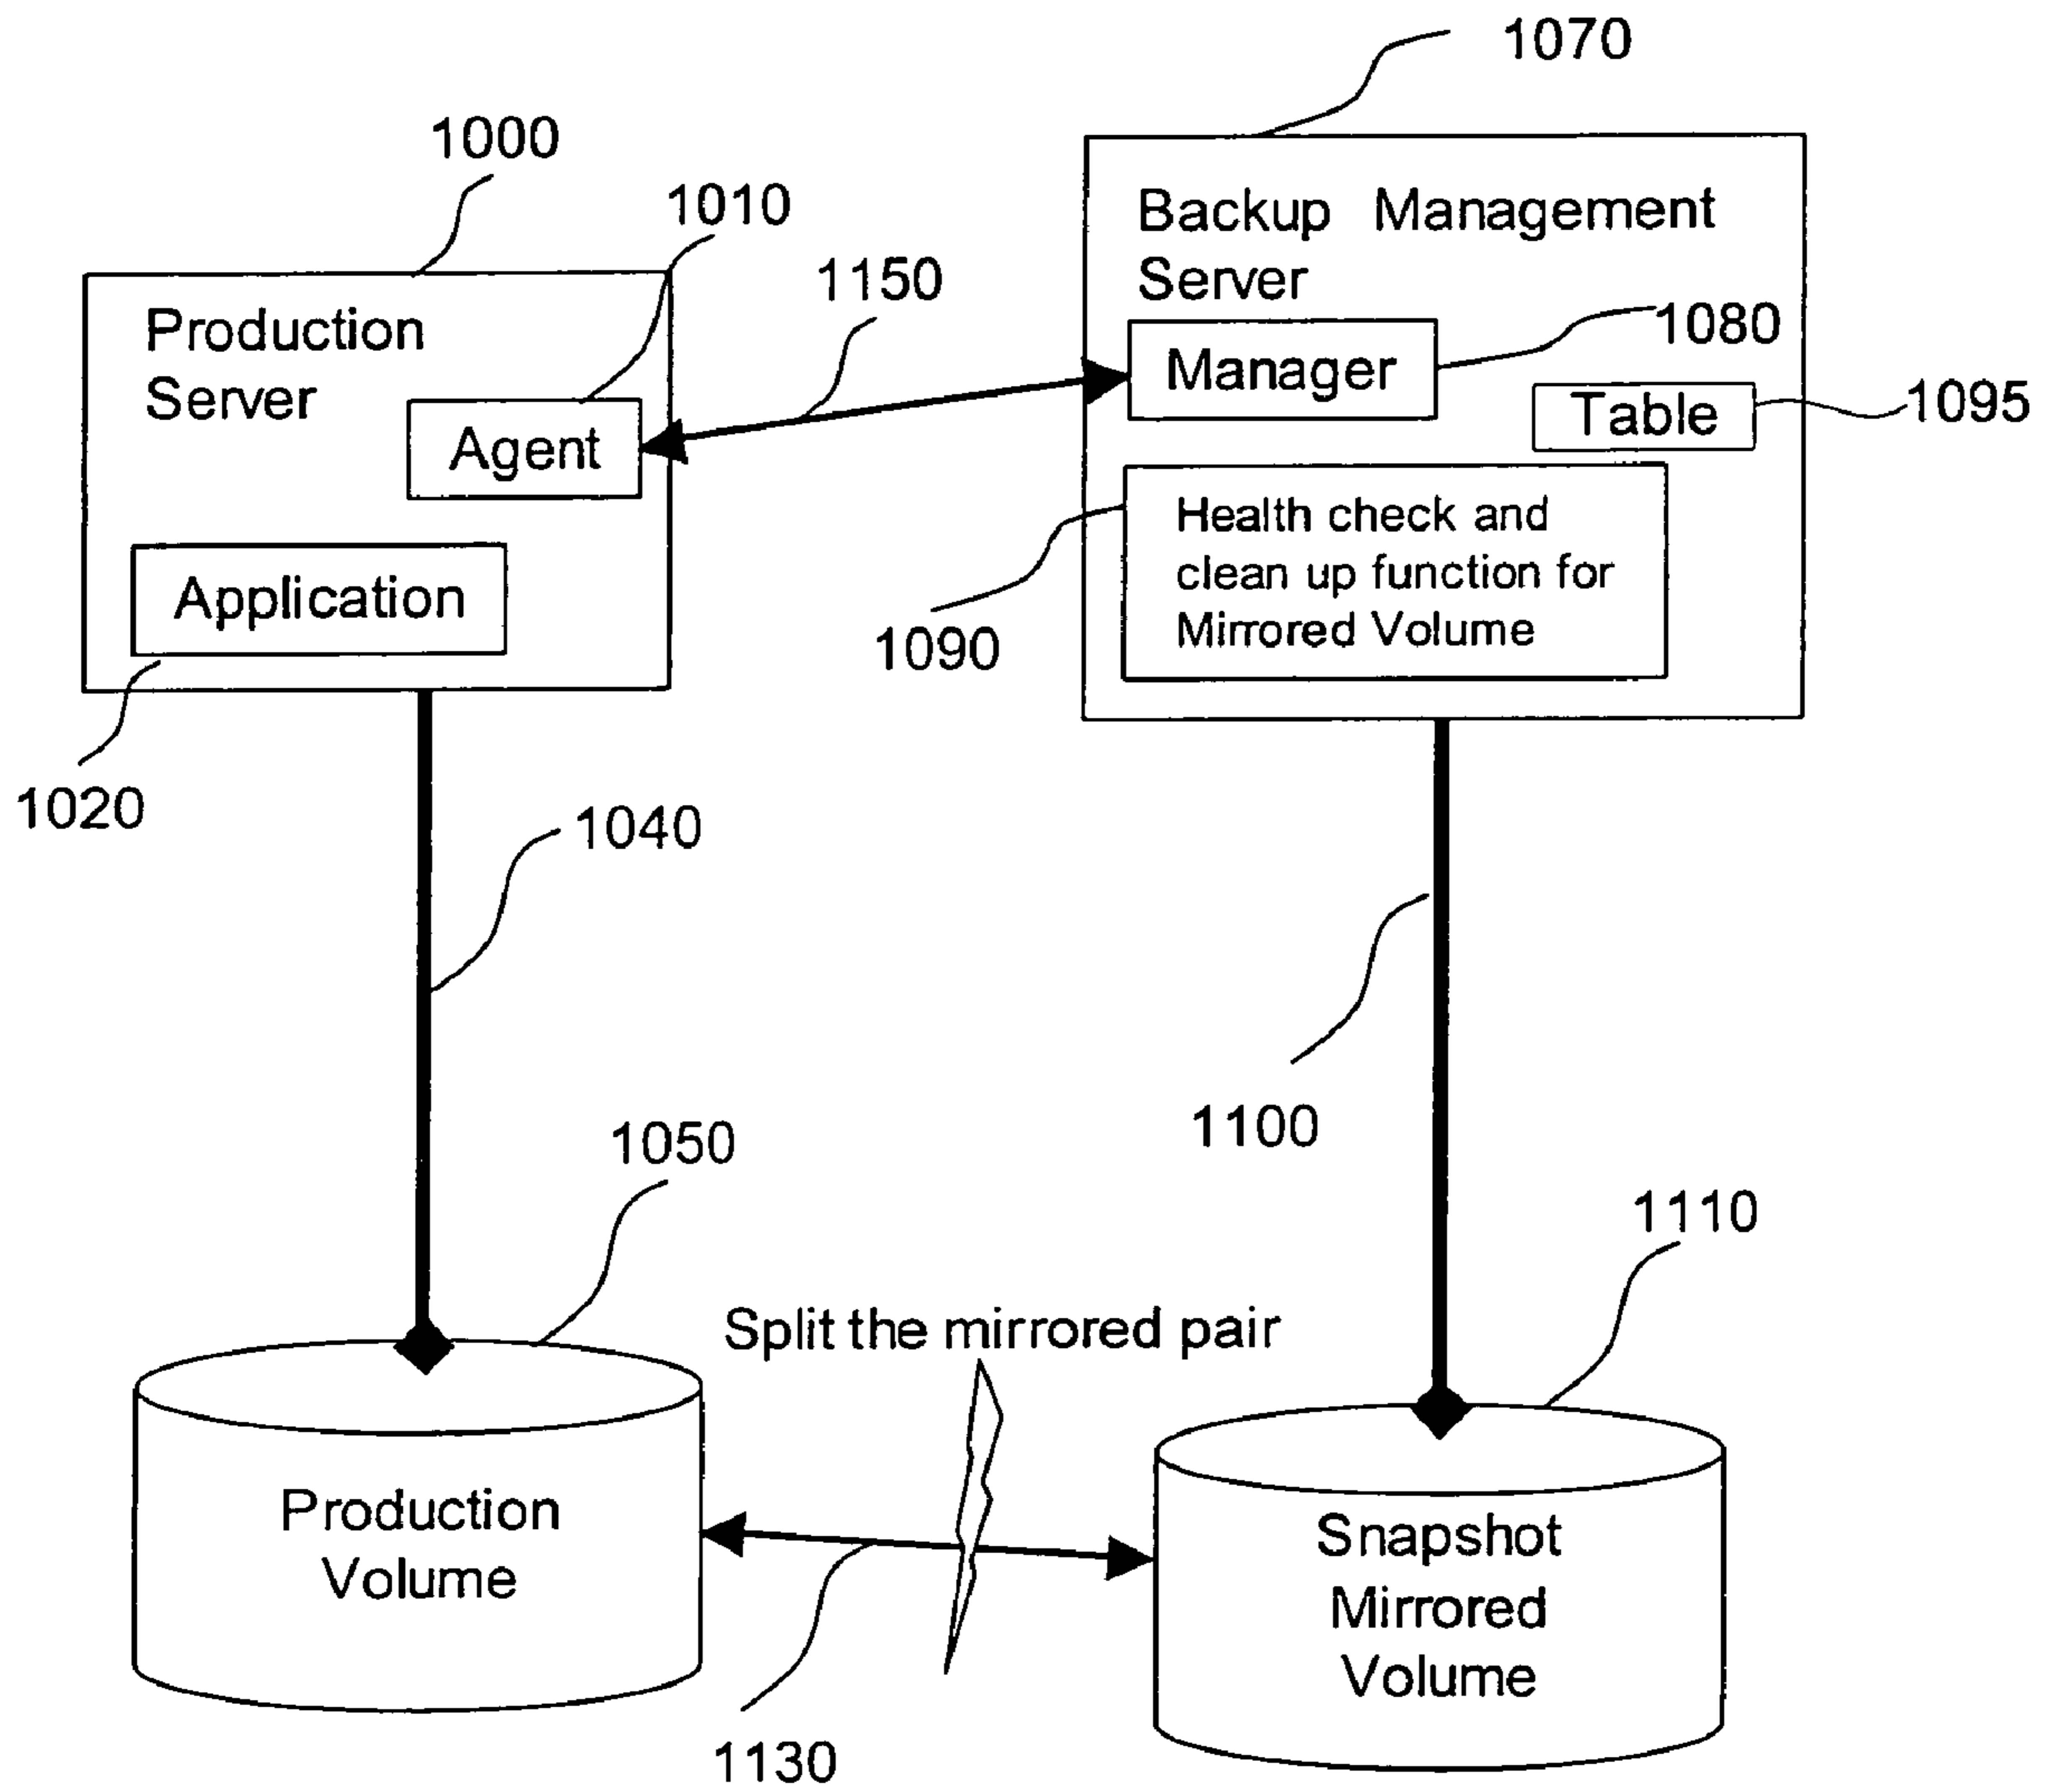 1070
1000
1010
Backup Management
Server
1150
Production
Server
1080
Manager
1095
Table
Agent
Health check and
clean up function for
Mirrored Volume
Application
1090
1020
1040
1100
1050
1110
Split the mirrored pair
Production
Volume
Snapshot
Mirrored
Volume
1130